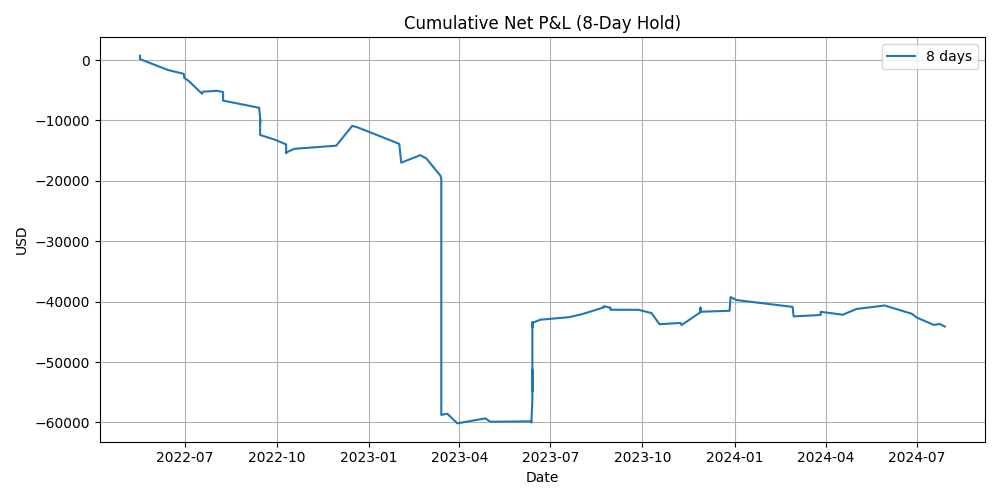 Cumulative Net P&L (8-Day Hold)
8 days
0
−10000
−20000
−30000
−40000
−50000
−60000
USD
2022-07 2022-10 2023-01 2023-04 2023-07 2023-10 2024-01 2024-04 2024-07
Date